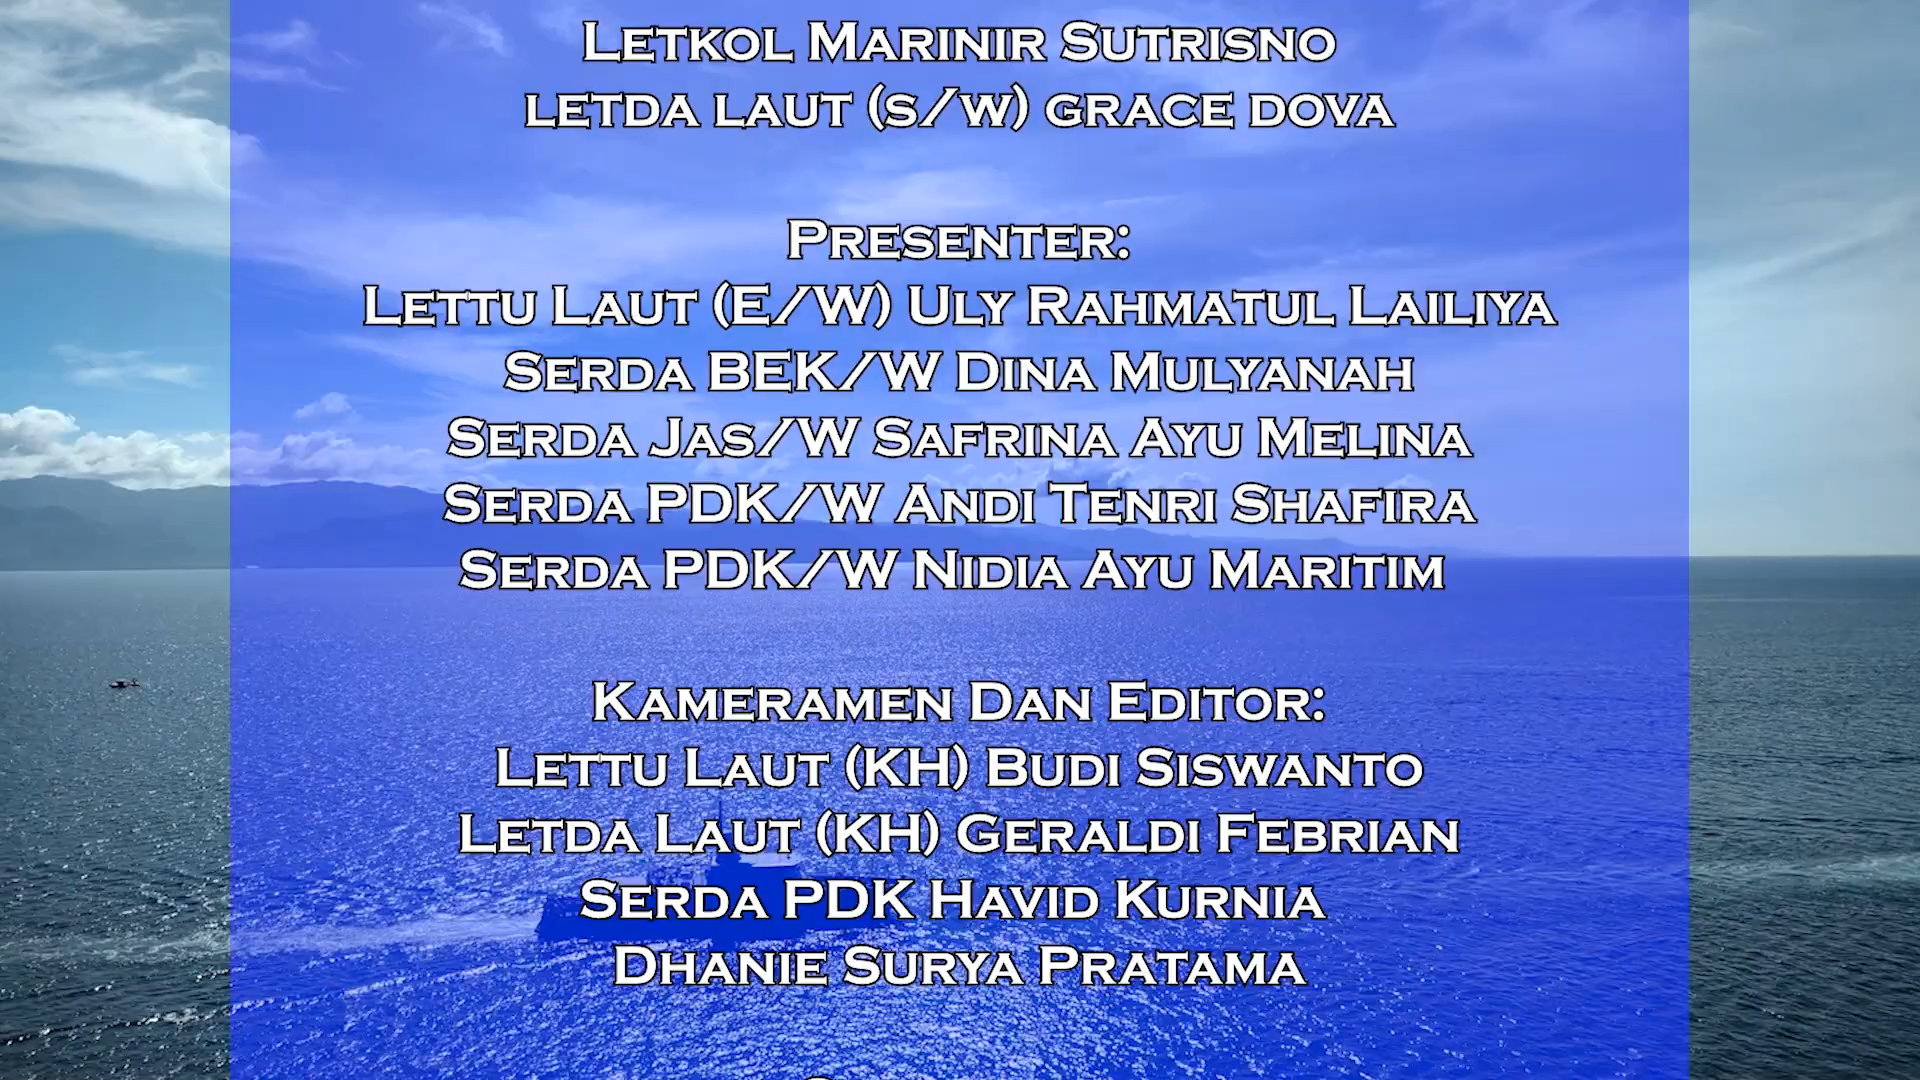 Letkol Marinir Sutrisno
letda laut (s/w) grace dova
Presenter:
Lettu Laut (E/W) Uly Rahmatul Lailiya
Serda BEK/W Dina Mulyanah
Serda Jas/W Safrina Ayu Melina
Serda PDK/W Andi Tenri Shafira
Serda PDK/W Nidia Ayu Maritim
Kameramen Dan Editor:
Lettu Laut (KH) Budi Siswanto
Letda Laut (KH) Geraldi Febrian
Serda PDK Havid Kurnia
Dhanie Surya Pratama